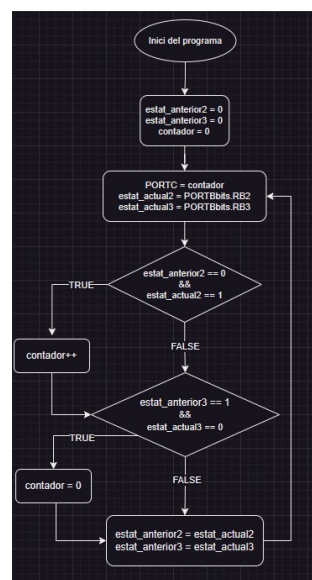 Inici del programa
estat_anterior2 = 0
estat_anterior3 = 0
contador = 0
PORTC = contador
estat_actual2 = PORTBbits.RB2
estat_actual3 = PORTBbits.RB3
estat_anterior2 == 0
&&
estat_actual2 == 1
TRUE
FALSE
contador++
estat_anterior3 == 1
&&
estat_actual3 == 0
TRUE
FALSE
contador = 0
estat_anterior2 = estat_actual2
estat_anterior3 = estat_actual3